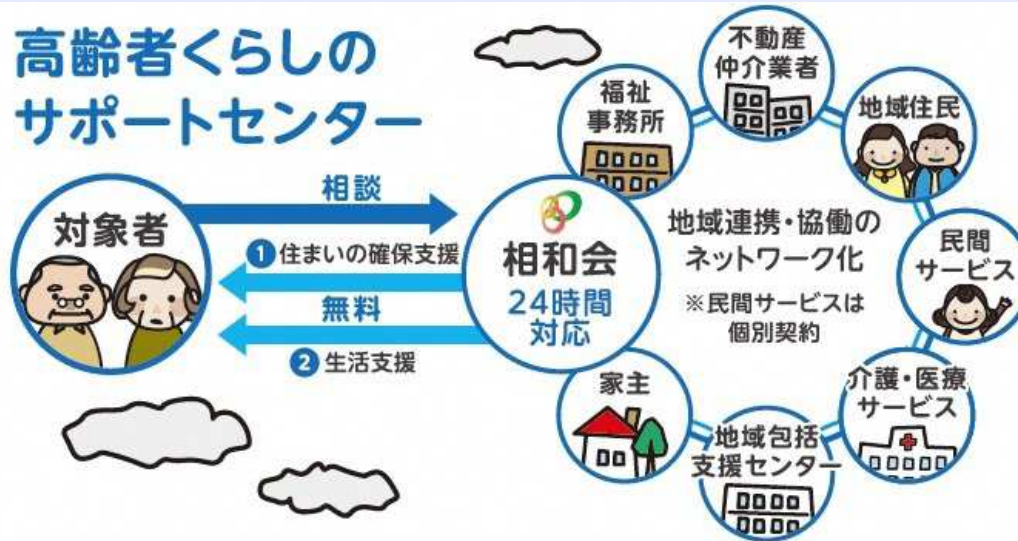 高齢者くらしの
サポートセンター
対象者
相談
❶住まいの確保支援
無料
❷生活支援
相和会
24時間
対応
福祉
事務所
不動産
仲介業者
地域住民
民間
サービス
介護・医療
サービス
地域包括
支援センター
家主
地域連携・協働の
ネットワーク化
※民間サービスは
個別契約